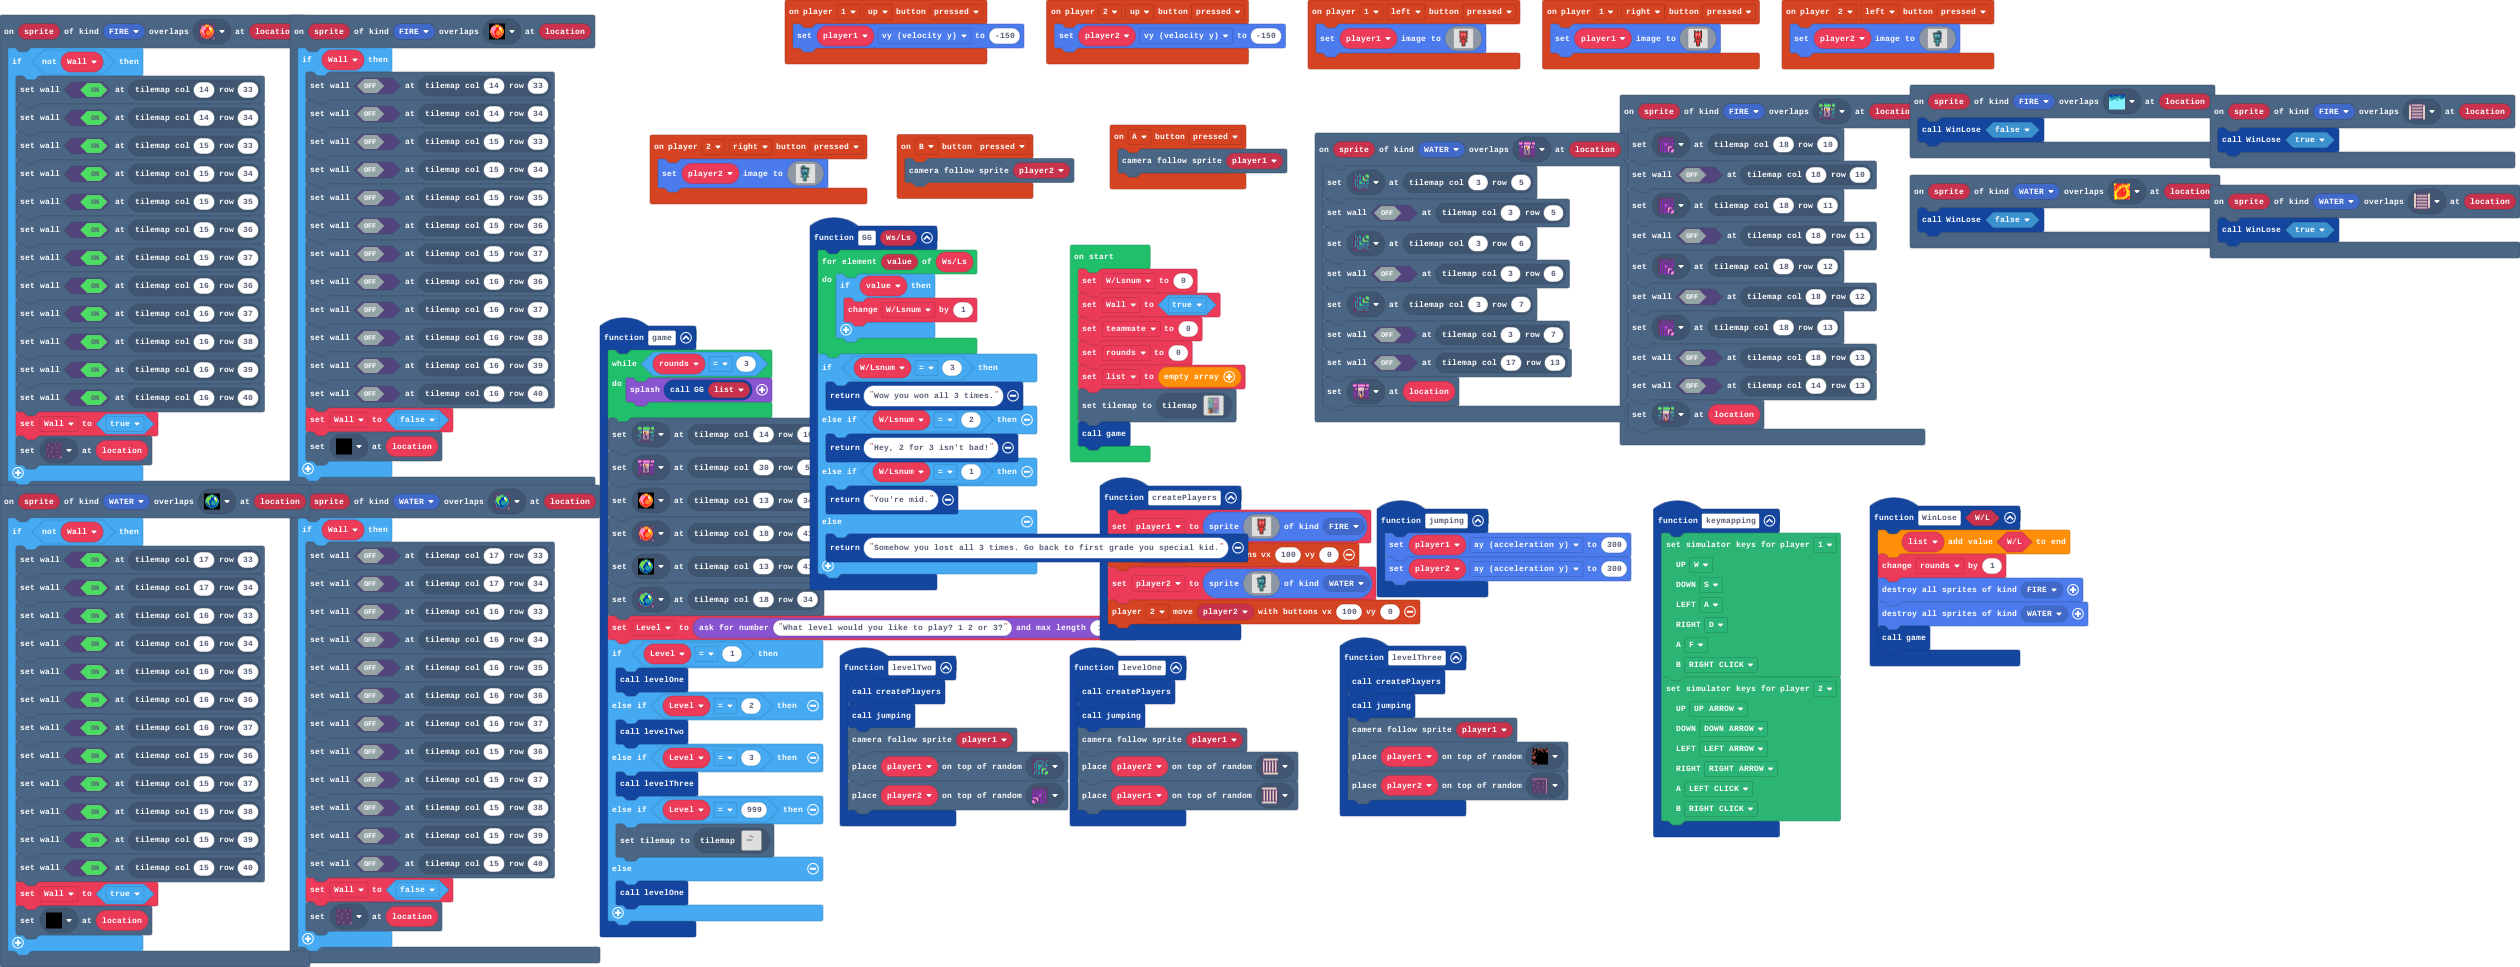 on sprite of kind FIRE overlaps at locatio
if not Wall then
set wall ON at tilemap col 14 row 33
set wall ON at tilemap col 14 row 34
set wall ON at tilemap col 15 row 33
set wall ON at tilemap col 15 row 34
set wall ON at tilemap col 15 row 35
set wall ON at tilemap col 15 row 36
set wall ON at tilemap col 15 row 37
set wall ON at tilemap col 16 row 36
set wall ON at tilemap col 16 row 37
set wall ON at tilemap col 16 row 38
set wall ON at tilemap col 16 row 39
set wall ON at tilemap col 16 row 40
set Wall to true
set at location
on sprite of kind FIRE overlaps at location
if Wall then
set wall OFF at tilemap col 14 row 33
set wall OFF at tilemap col 14 row 34
set wall OFF at tilemap col 15 row 33
set wall OFF at tilemap col 15 row 34
set wall OFF at tilemap col 15 row 35
set wall OFF at tilemap col 15 row 36
set wall OFF at tilemap col 15 row 37
set wall OFF at tilemap col 16 row 36
set wall OFF at tilemap col 16 row 37
set wall OFF at tilemap col 16 row 38
set wall OFF at tilemap col 16 row 39
set wall OFF at tilemap col 16 row 40
set Wall to false
set at location
on sprite of kind WATER overlaps at location
if not Wall then
set wall ON at tilemap col 17 row 33
set wall ON at tilemap col 17 row 34
set wall ON at tilemap col 16 row 33
set wall ON at tilemap col 16 row 34
set wall ON at tilemap col 16 row 35
set wall ON at tilemap col 16 row 36
set wall ON at tilemap col 16 row 37
set wall ON at tilemap col 15 row 36
set wall ON at tilemap col 15 row 37
set wall ON at tilemap col 15 row 38
set wall ON at tilemap col 15 row 39
set wall ON at tilemap col 15 row 40
set Wall to true
set at location
sprite of kind WATER overlaps at location
if Wall then
set wall OFF at tilemap col 17 row 33
set wall OFF at tilemap col 17 row 34
set wall OFF at tilemap col 16 row 33
set wall OFF at tilemap col 16 row 34
set wall OFF at tilemap col 16 row 35
set wall OFF at tilemap col 16 row 36
set wall OFF at tilemap col 16 row 37
set wall OFF at tilemap col 15 row 36
set wall OFF at tilemap col 15 row 37
set wall OFF at tilemap col 15 row 38
set wall OFF at tilemap col 15 row 39
set wall OFF at tilemap col 15 row 40
set Wall to false
set at location
on player 1 up button pressed
set player1 vy (velocity y) to -150
on player 2 up button pressed
set player2 vy (velocity y) to -150
on player 1 left button pressed
set player1 image to
on player 1 right button pressed
set player1 image to
on player 2 left button pressed
set player2 image to
on player 2 right button pressed
set player2 image to
on B button pressed
camera follow sprite player2
on A button pressed
camera follow sprite player1
on sprite of kind WATER overlaps at location
set at tilemap col 3 row 5
set wall OFF at tilemap col 3 row 5
set at tilemap col 3 row 6
set wall OFF at tilemap col 3 row 6
set at tilemap col 3 row 7
set wall OFF at tilemap col 3 row 7
set wall OFF at tilemap col 17 row 13
set at location
on sprite of kind FIRE overlaps at locatio
set at tilemap col 18 row 10
set wall OFF at tilemap col 18 row 10
set at tilemap col 18 row 11
set wall OFF at tilemap col 18 row 11
set at tilemap col 18 row 12
set wall OFF at tilemap col 18 row 12
set at tilemap col 18 row 13
set wall OFF at tilemap col 18 row 13
set wall OFF at tilemap col 14 row 13
set at location
on sprite of kind FIRE overlaps at location
call WinLose false
on sprite of kind FIRE overlaps at location
call WinLose true
on sprite of kind WATER overlaps at location
call WinLose false
on sprite of kind WATER overlaps at location
call WinLose true
function game
while rounds = 3
do splash call GG list
set at tilemap col 14 row
set at tilemap col 30 row
set at tilemap col 13 row
set at tilemap col 18 row
set at tilemap col 13 row
set at tilemap col 18 row 34
set Level to ask for number "What level would you like to play? 1 2 or 3?" and max length
if Level = 1 then
call levelOne
else if Level = 2
call levelTwo
else if Level = 3
call levelThree
else if Level = 999 then
set tilemap to tilemap
else
call levelOne
function GG Ws/Ls
for element value of Ws/Ls
do if value then
change W/Lsnum by 1
if W/Lsnum = 3 then
return "Wow you won all 3 times."
else if W/Lsnum = 2 then
return "Hey, 2 for 3 isn't bad!"
else if W/Lsnum = 1 then
return "You're mid."
else
return "Somehow you lost all 3 times. Go back to first grade you special kid."
on start
set W/Lsnum to 0
set Wall to true
set teammate to 0
set rounds to 0
set list to empty array
set tilemap to tilemap
call game
function createPlayers
set player1 to sprite of kind FIRE
ns vx 100 vy 0
set player2 to sprite of kind WATER
player 2 move player2 with buttons vx 100 vy 0
function jumping
set player1 ay (acceleration y) to 300
set player2 ay (acceleration y) to 300
function levelTwo
call createPlayers
call jumping
camera follow sprite player1
place player1 on top of random
place player2 on top of random
function levelOne
call createPlayers
call jumping
camera follow sprite player1
place player2 on top of random
place player1 on top of random
function levelThree
call createPlayers
call jumping
camera follow sprite player1
place player1 on top of random
place player2 on top of random
function keymapping
set simulator keys for player 1
UP W
DOWN S
LEFT A
RIGHT D
A F
B RIGHT CLICK
set simulator keys for player 2
UP UP ARROW
DOWN DOWN ARROW
LEFT LEFT ARROW
RIGHT RIGHT ARROW
A LEFT CLICK
B RIGHT CLICK
function WinLose W/L
list add value W/L to end
change rounds by 1
destroy all sprites of kind FIRE
destroy all sprites of kind WATER
call game